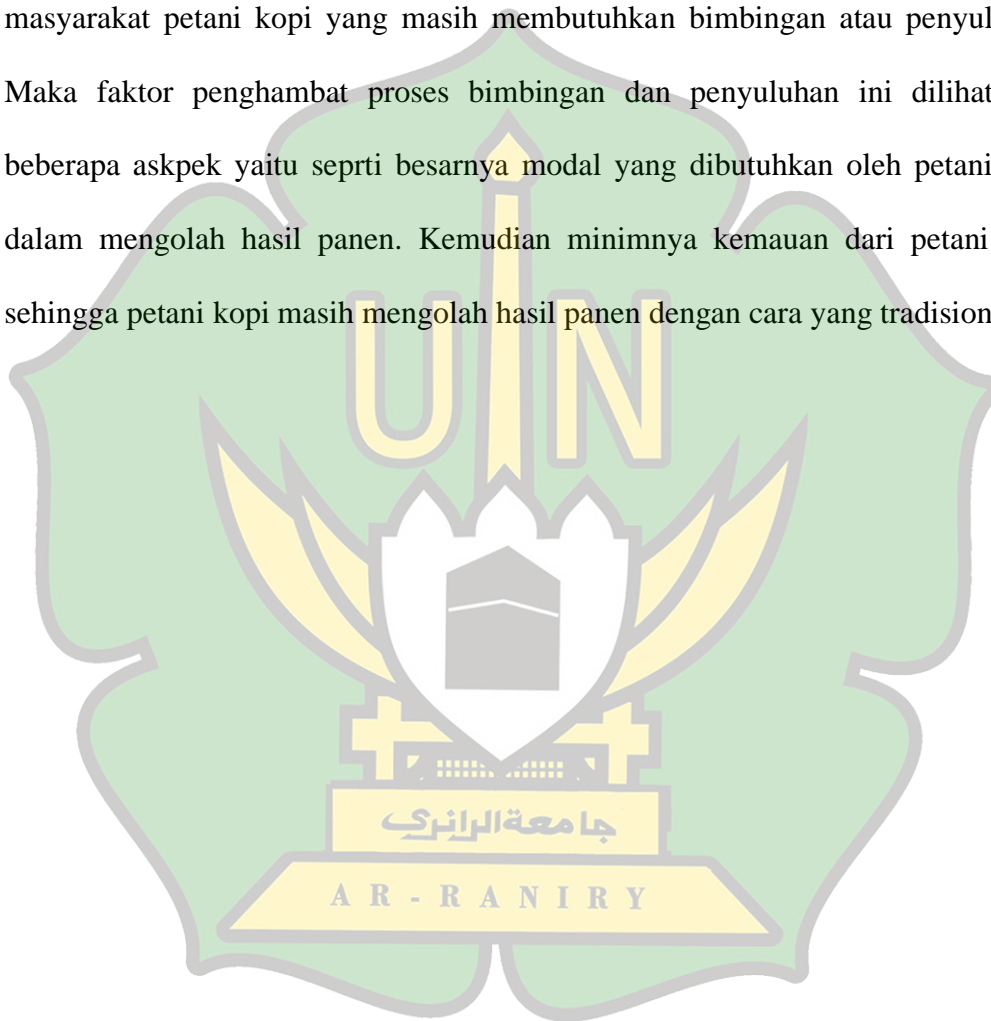 masyarakat petani kopi yang masih membutuhkan bimbingan atau penyul
Maka faktor penghambat proses bimbingan dan penyuluhan ini dilihat
beberapa askpek yaitu seprti besarnya modal yang dibutuhkan oleh petani
dalam mengolah hasil panen. Kemudian minimnya kemauan dari petani
sehingga petani kopi masih mengolah hasil panen dengan cara yang tradision
UIN
جامعةالرانري
AR-RANIRY